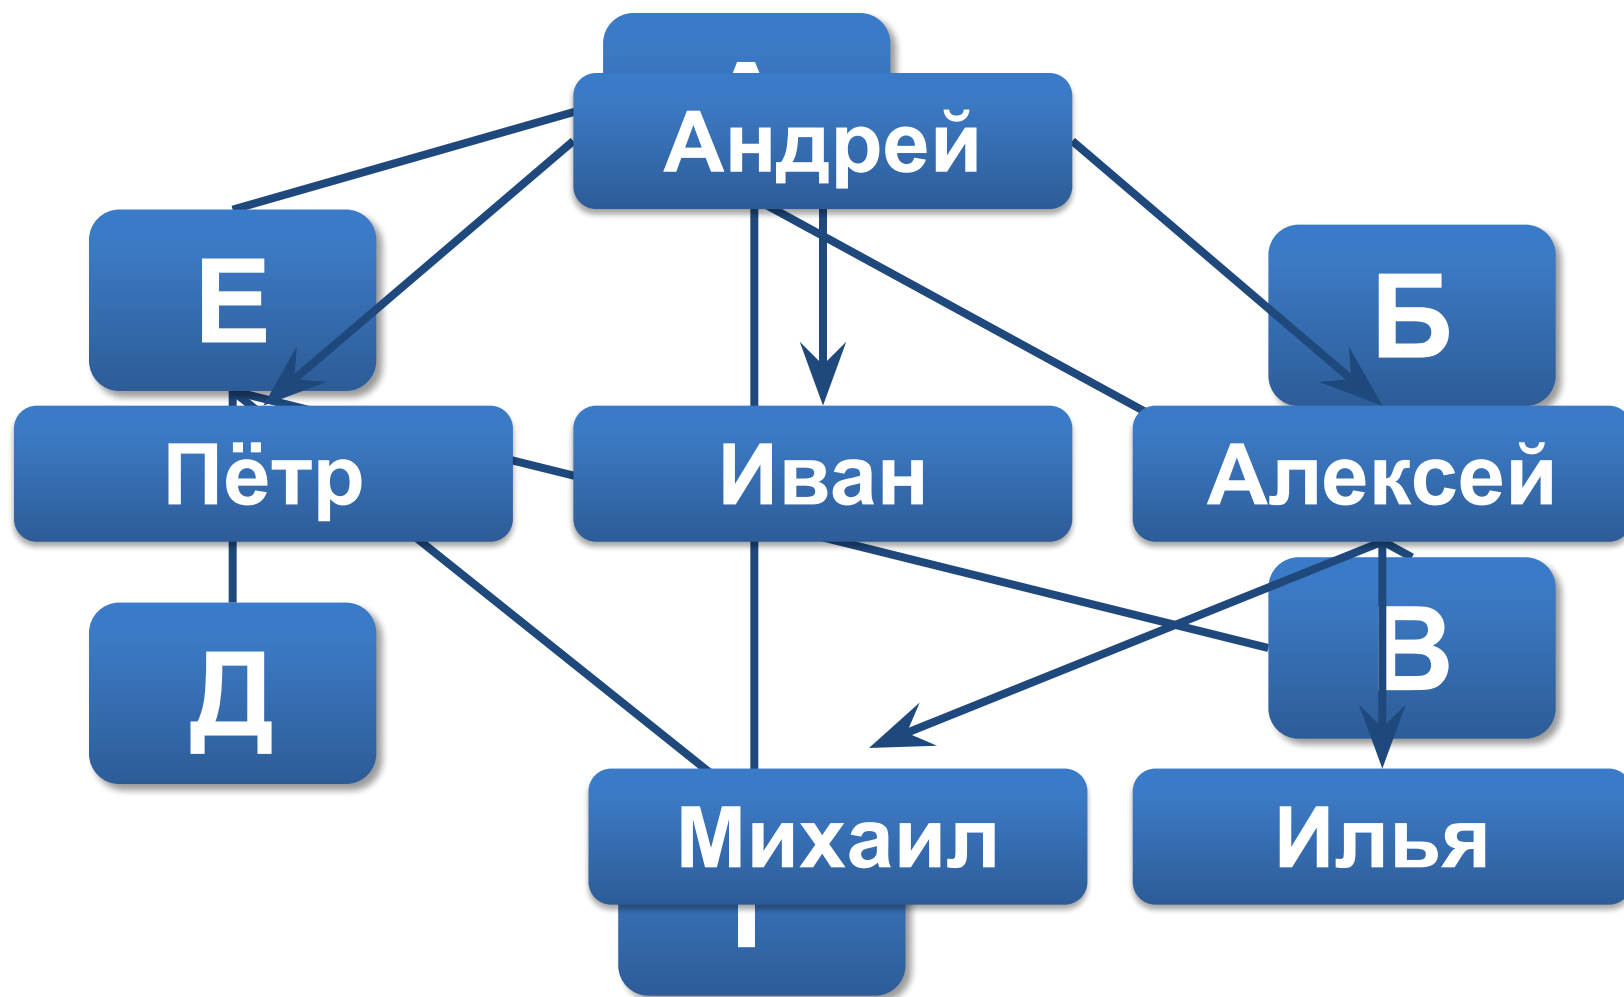 Андрей
Е
Б
Пётр
Иван
Алексей
Д
В
Михаил
Илья